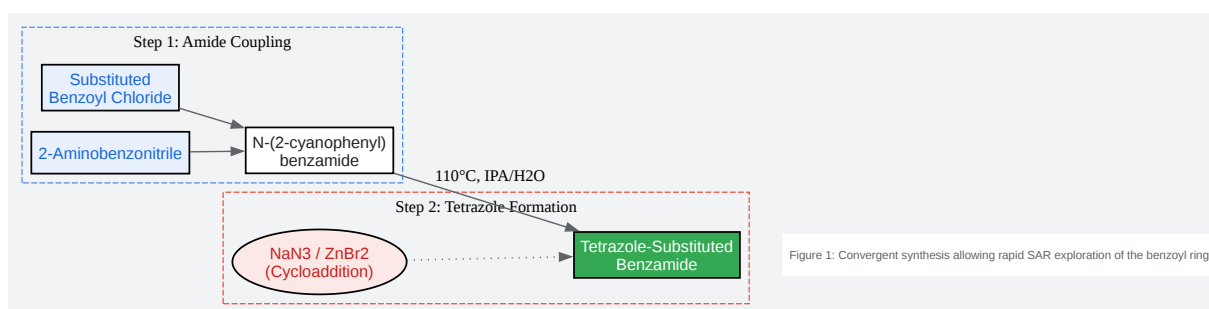 Step 1: Amide Coupling
Substituted
Benzoyl Chloride
2-Aminobenzonitrile
N-(2-cyanophenyl)
benzamide
110°C, IPA/H2O
Step 2: Tetrazole Formation
NaN3 / ZnBr2
(Cycloaddition)
Tetrazole-Substituted
Benzamide
Figure 1: Convergent synthesis allowing rapid SAR exploration of the benzoyl ring